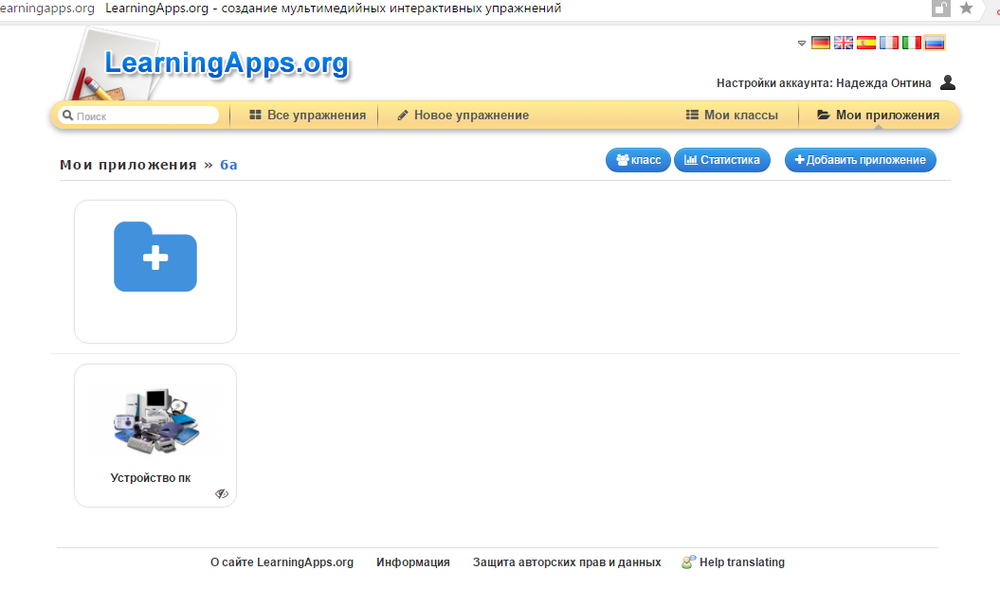 earningapps.org LearningApps.org - создание мультимедийных интерактивных упражнений
LearningApps.org
Настройки аккаунта: Надежда Онтина
Поиск Все упражнения Новое упражнение Мои классы Мои приложения
Мои приложения » 6а класс Статистика Добавить приложение
Устройство пк
О сайте LearningApps.org Информация Защита авторских прав и данных Help translating